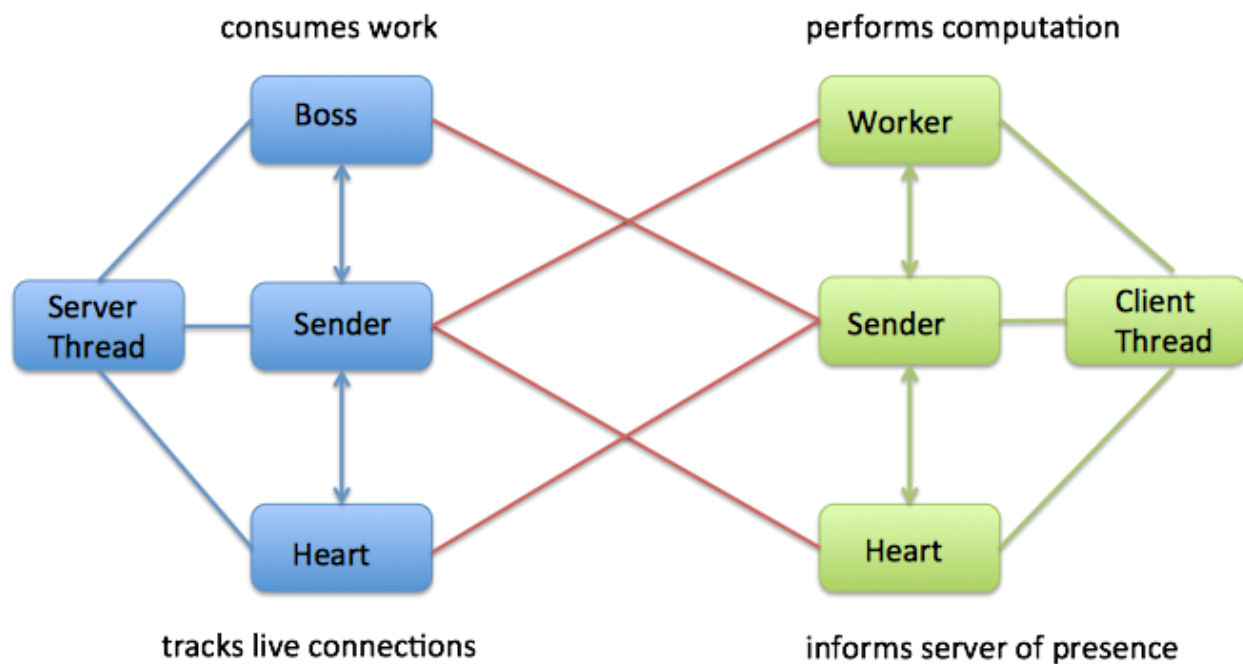 consumes work
performs computation
Boss
Worker
Server
Thread
Sender
Sender
Client
Thread
Heart
Heart
tracks live connections
informs server of presence